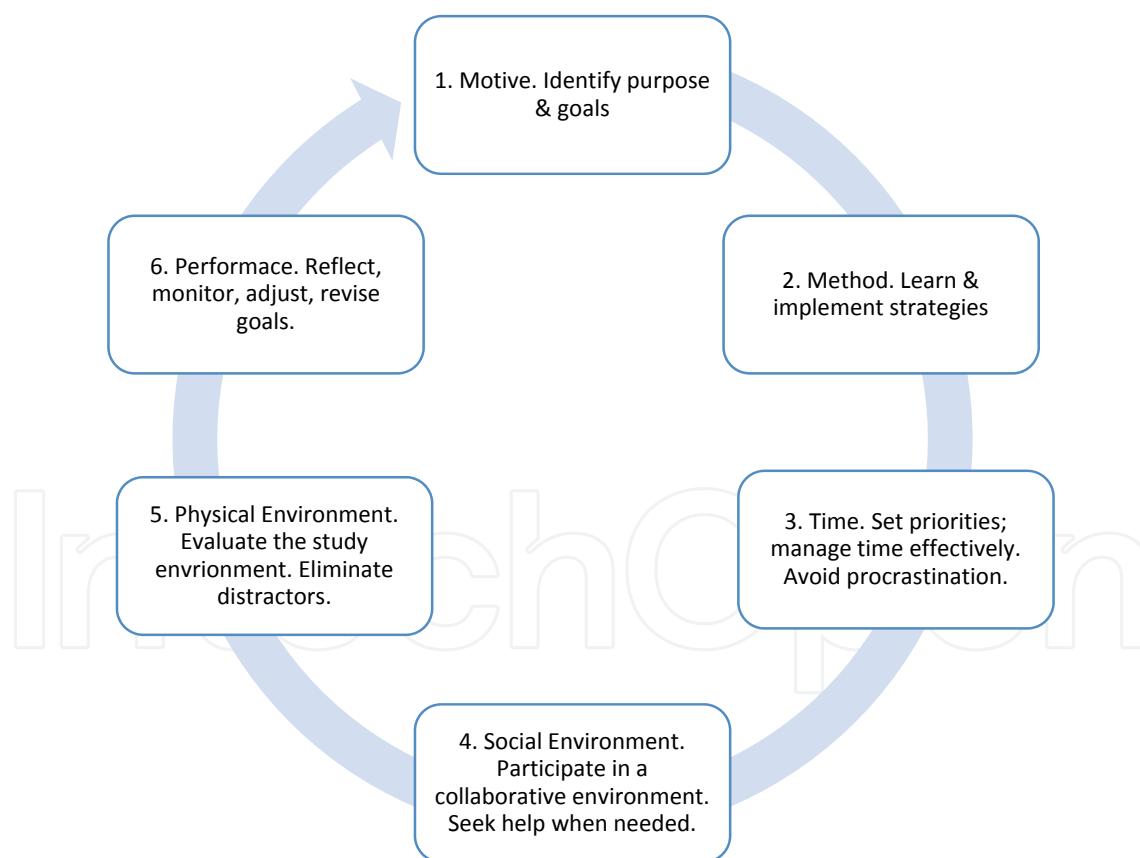 1. Motive. Identify purpose
& goals
2. Method. Learn &
implement strategies
3. Time. Set priorities;
manage time effectively.
Avoid procrastination.
4. Social Environment.
Participate in a
collaborative environment.
Seek help when needed.
5. Physical Environment.
Evaluate the study
envrionment. Eliminate
distractors.
6. Performace. Reflect,
monitor, adjust, revise
goals.
IntechOpen